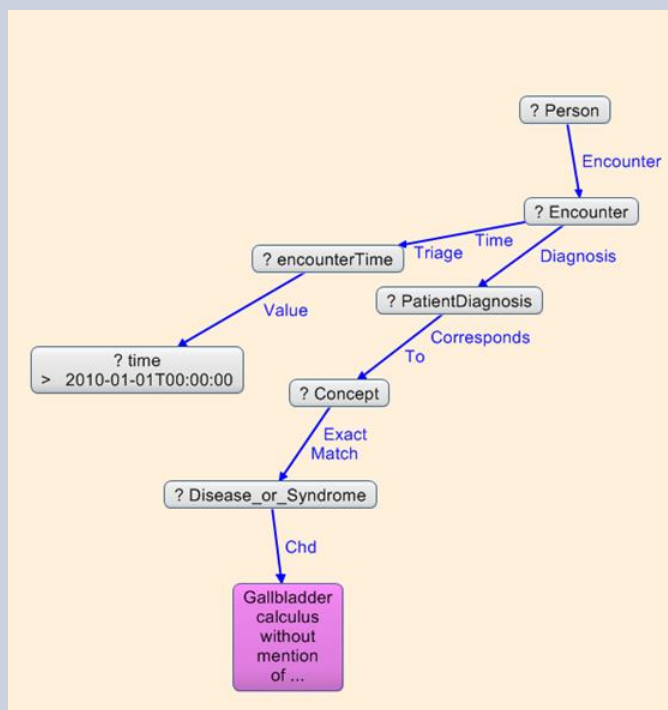 ? Person
Encounter
? Encounter
Time
Triage
? encounterTime
Diagnosis
? PatientDiagnosis
Value
Corresponds
To
? time
> 2010-01-01T00:00:00
? Concept
Exact
Match
? Disease_or_Syndrome
Chd
Gallbladder
calculus
without
mention
of ...